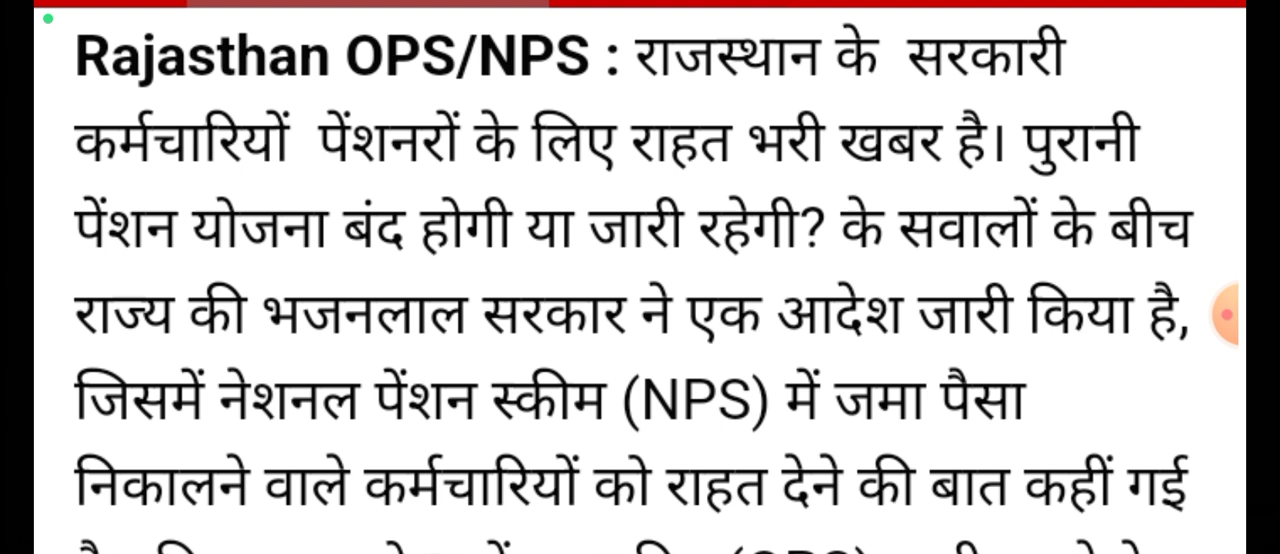 Rajasthan OPS/NPS : राजस्थान के सरकारी
कर्मचारियों पेंशनरों के लिए राहत भरी खबर है। पुरानी
पेंशन योजना बंद होगी या जारी रहेगी? के सवालों के बीच
राज्य की भजनलाल सरकार ने एक आदेश जारी किया है,
जिसमें नेशनल पेंशन स्कीम (NPS) में जमा पैसा
निकालने वाले कर्मचारियों को राहत देने की बात कहीं गई